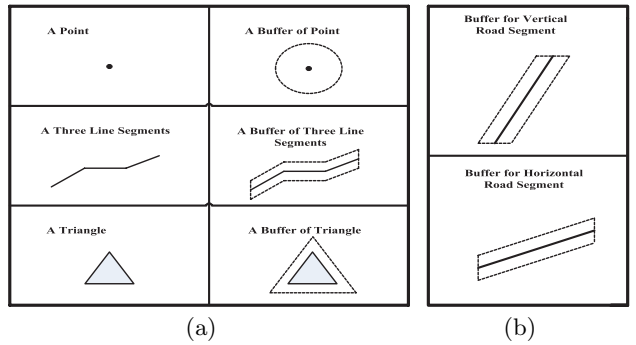 A Point
A Buffer of Point
A Three Line Segments
A Buffer of Three Line
Segments
A Triangle
A Buffer of Triangle
(a)
Buffer for Vertical
Road Segment
Buffer for Horizontal
Road Segment
(b)